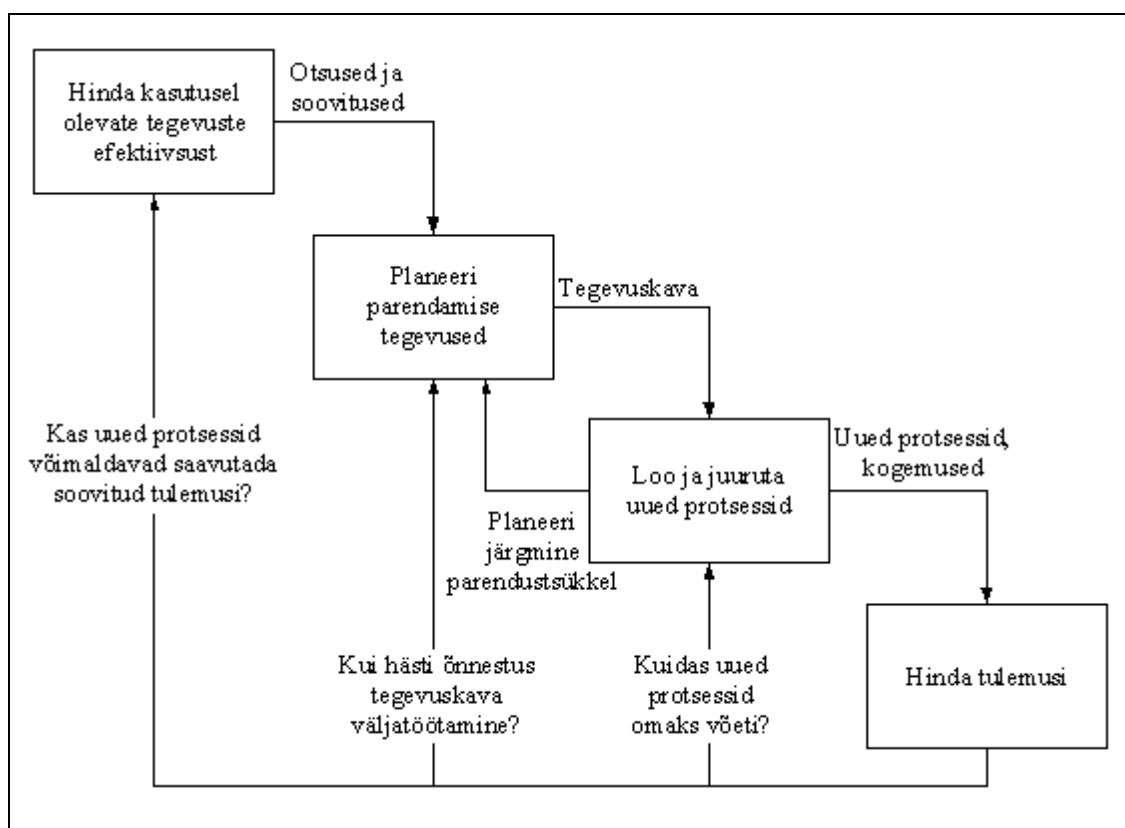 Hinda kasutusel
olevate tegevuste
efektiivsust
Otsused ja
soovitused
Planeeri
parendamise
tegevused
Tegevuskava
Kas uued protsessid
võimaldavad saavutada
soovitud tulemusi?
Loo ja juuruta
uued protsessid
Uued protsessid,
kogemused
Planeeri
järgmine
parendustsükkel
Kui hästi õnnestus
tegevuskava
väljatöötamine?
Kuidas uued
protsessid
omaks võeti?
Hinda tulemusi